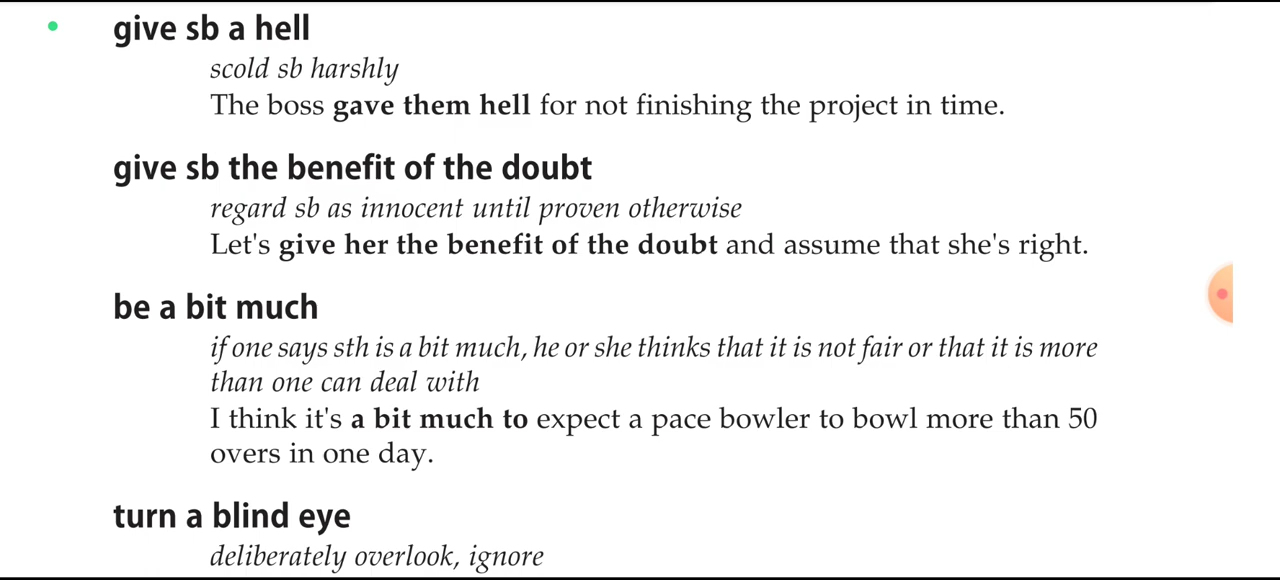 give sb a hell
scold sb harshly
The boss gave them hell for not finishing the project in time.
give sb the benefit of the doubt
regard sb as innocent until proven otherwise
Let's give her the benefit of the doubt and assume that she's right.
be a bit much
if one says sth is a bit much, he or she thinks that it is not fair or that it is more
than one can deal with
I think it's a bit much to expect a pace bowler to bowl more than 50
overs in one day.
turn a blind eye
deliberately overlook, ignore